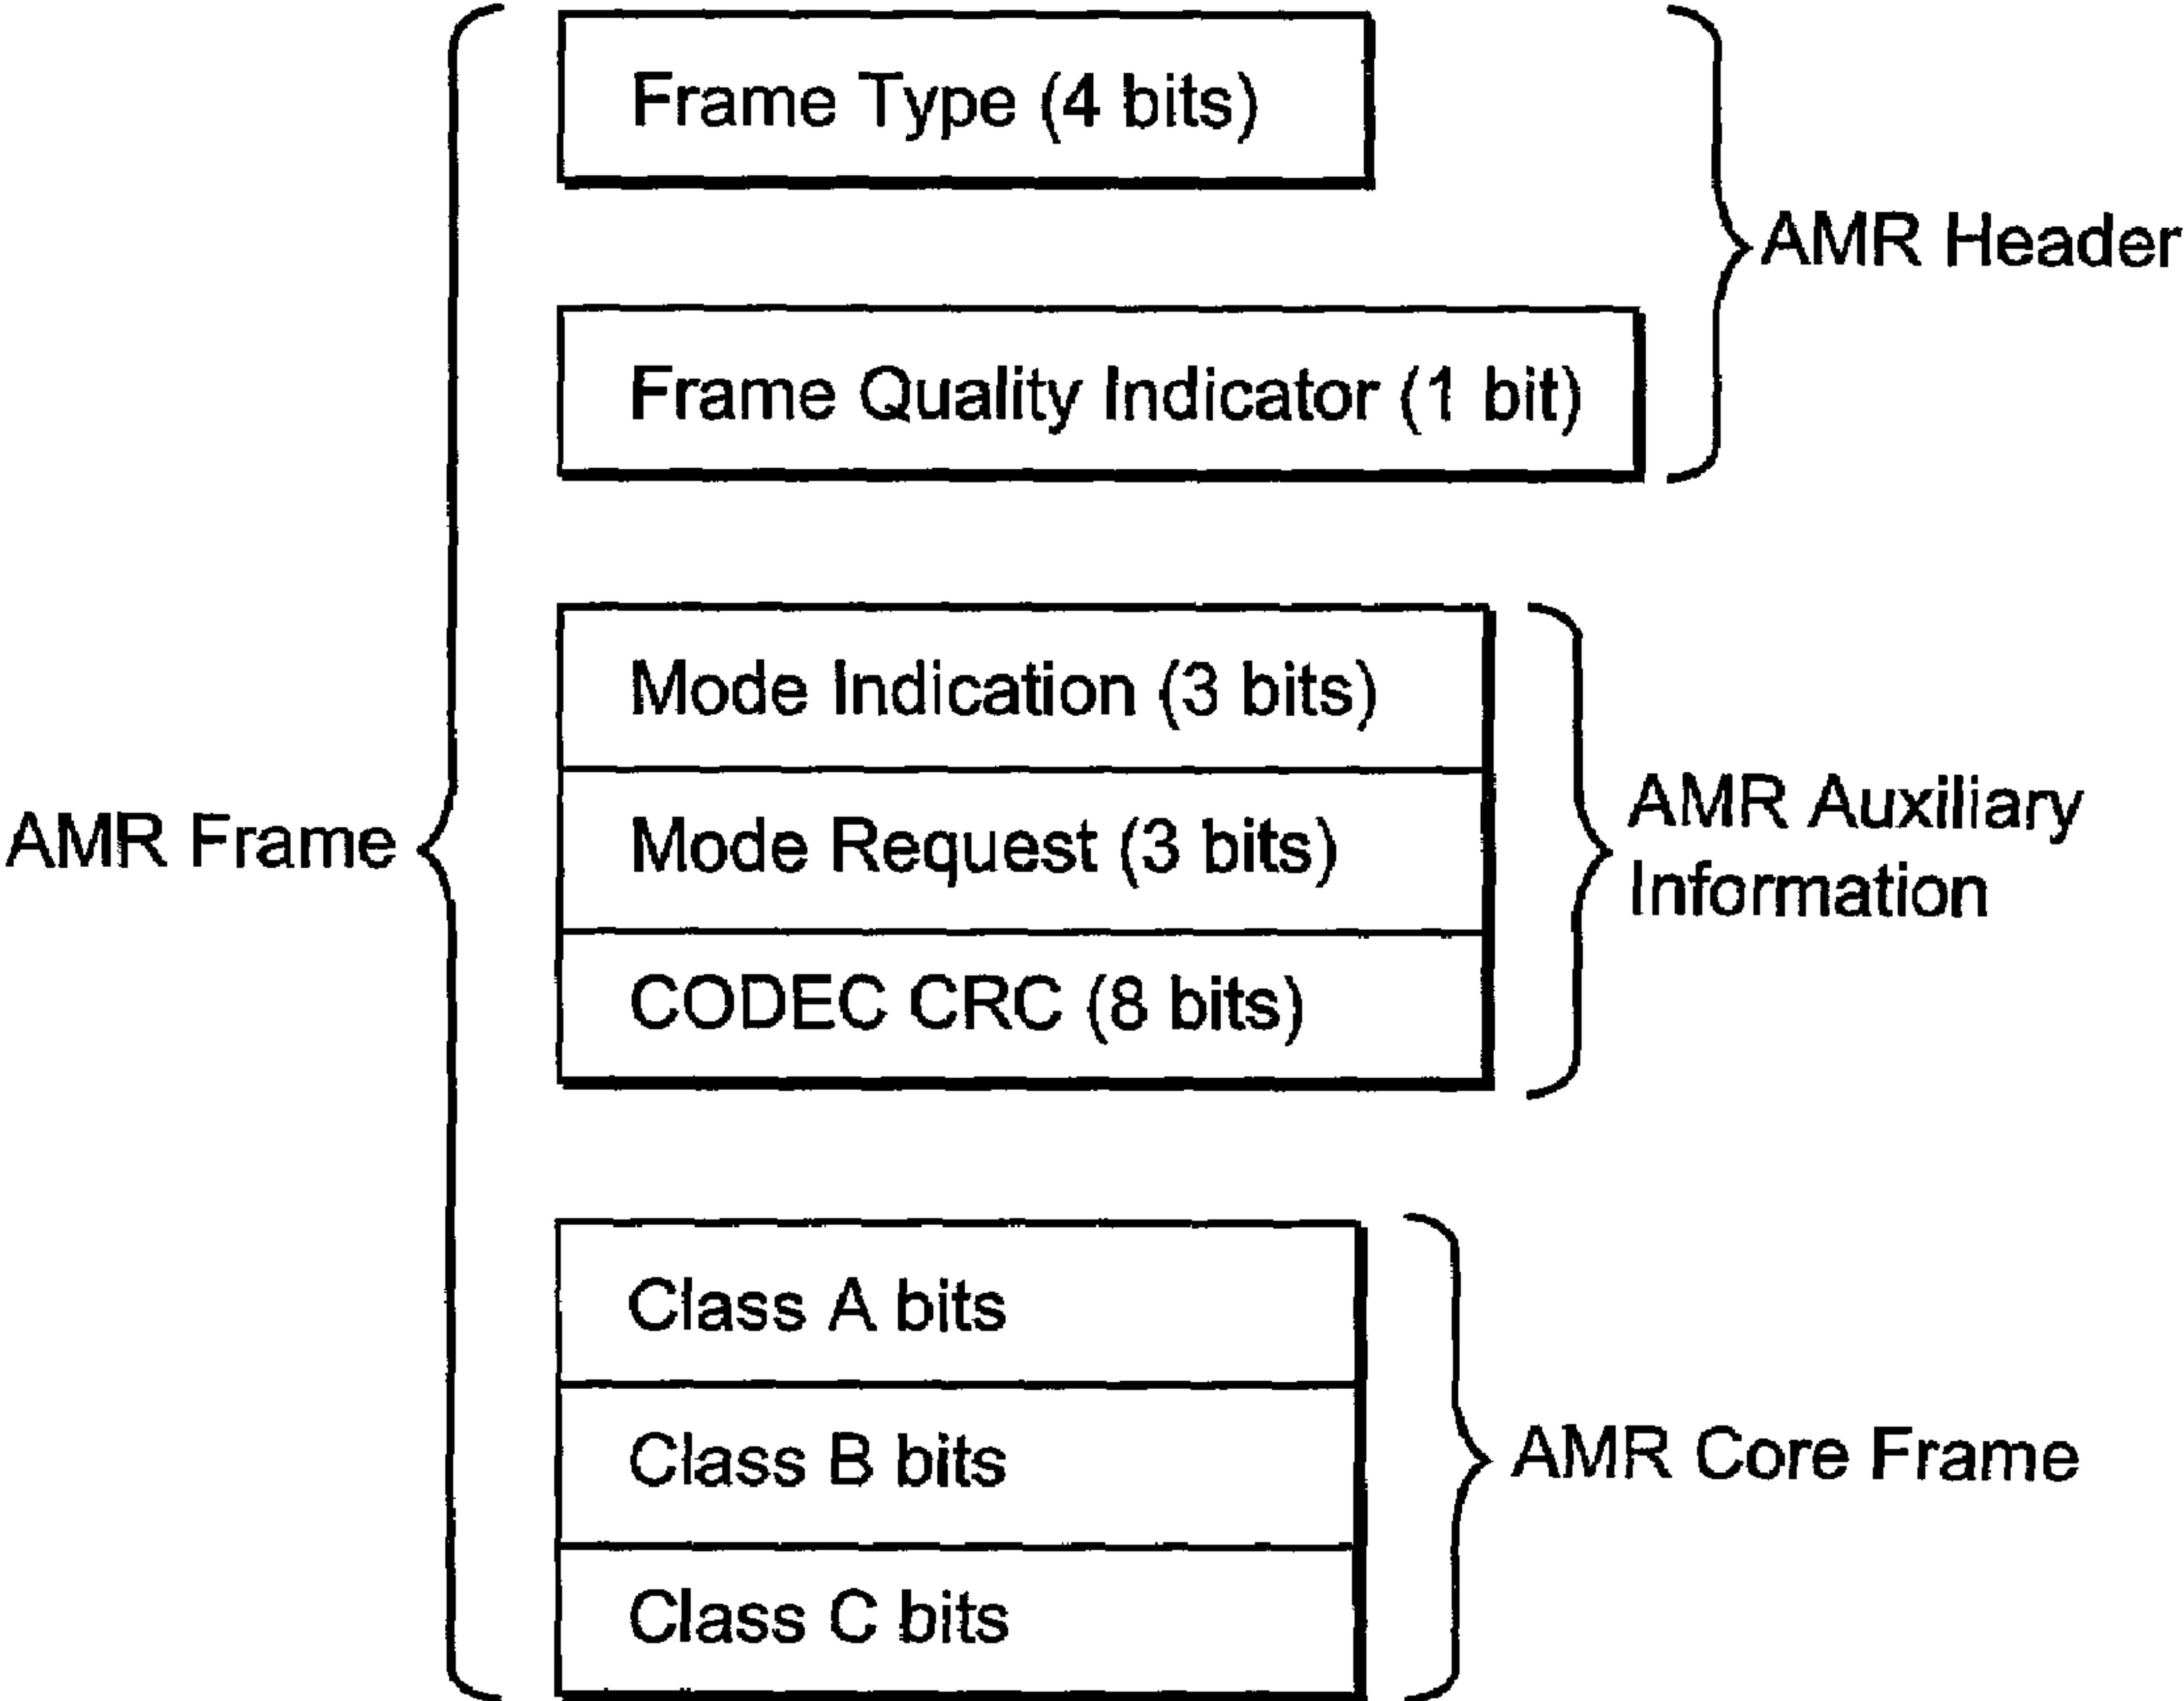 Frame Type (4 bits)
AMR Header
Frame Quality Indicator (1 bit)
Mode Indication (3 bits)
AMR Frame
Mode Request (3 bits)
AMR Auxiliary
Information
CODEC CRC (8 bits)
Class A bits
Class B bits
AMR Core Frame
Class C bits